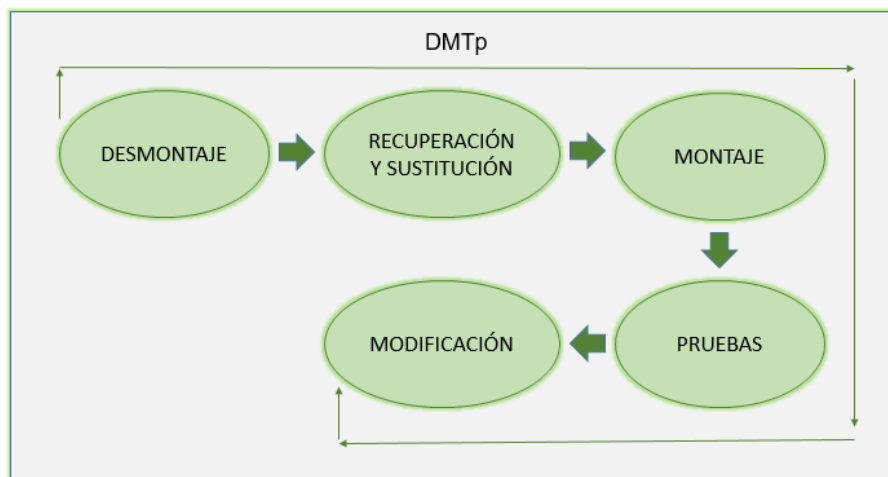 DMTp
DESMONTAJE
RECUPERACIÓN
Y SUSTITUCIÓN
MONTAJE
MODIFICACIÓN
PRUEBAS